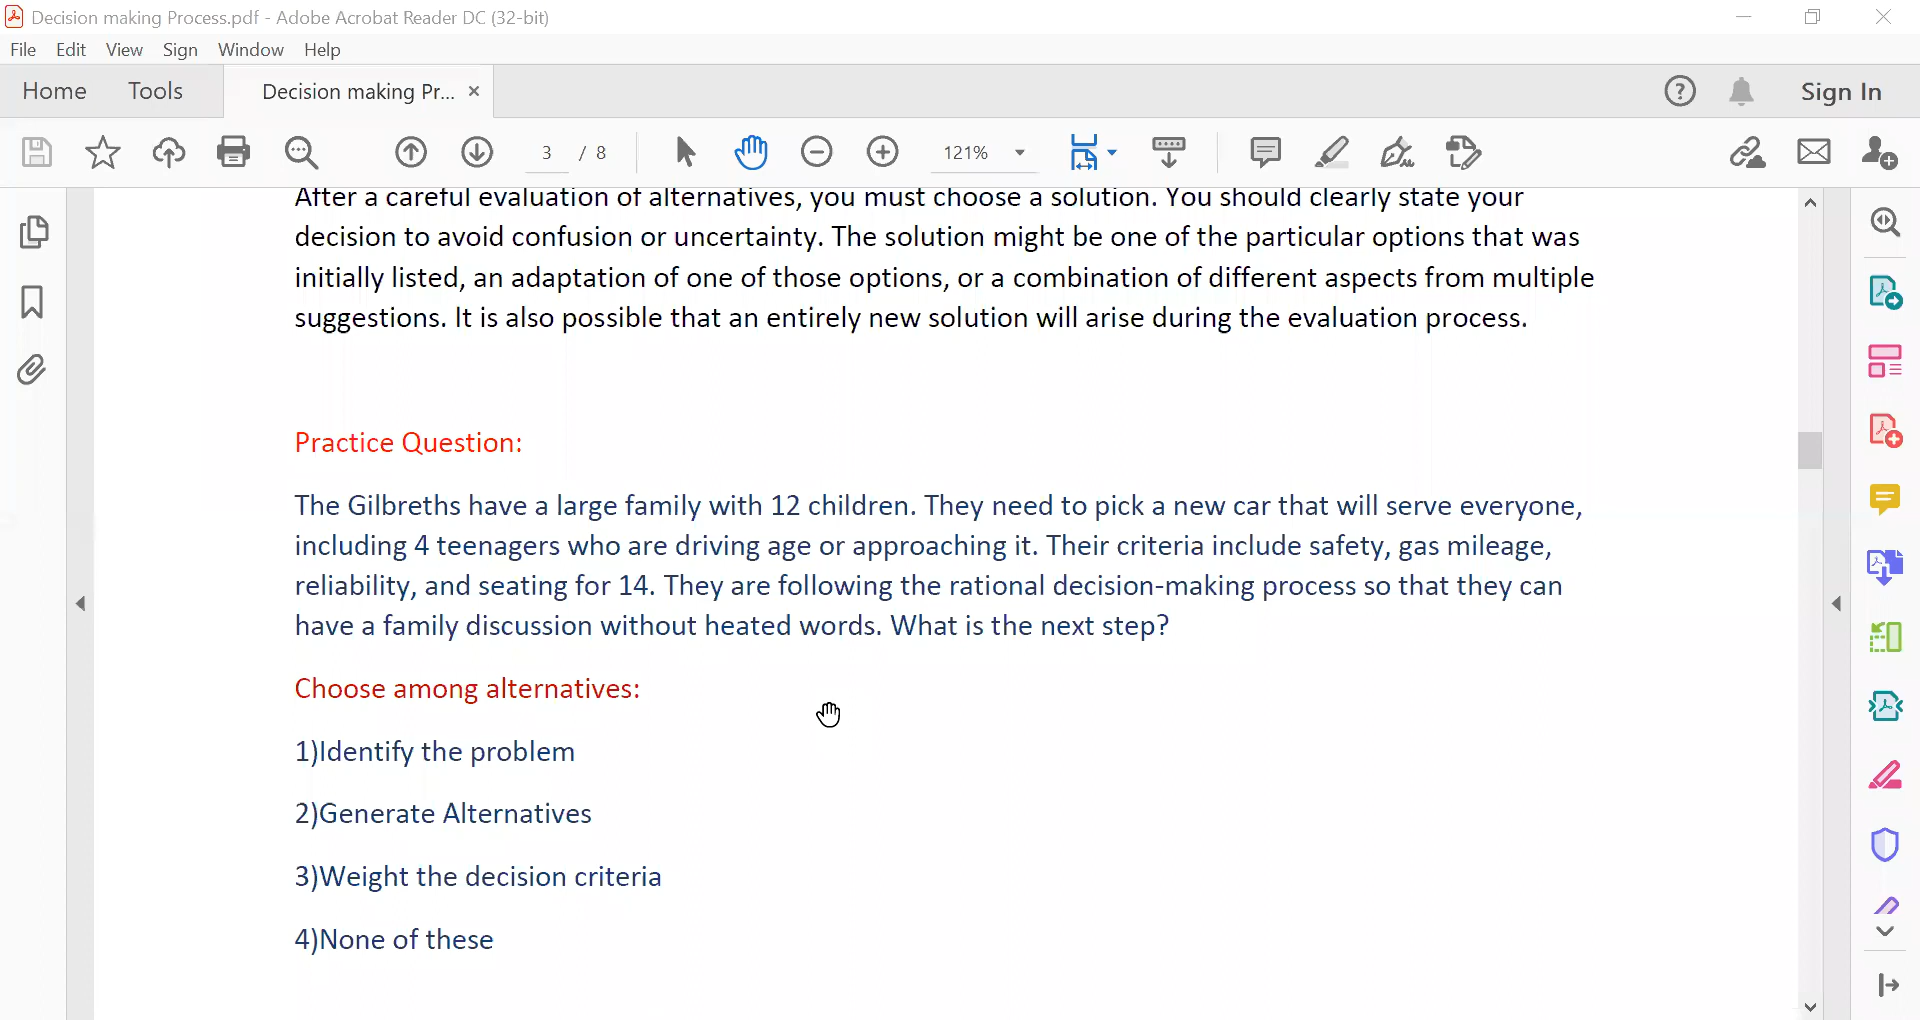 Decision making Process.pdf - Adobe Acrobat Reader DC (32-bit)
File Edit View Sign Window Help
Home Tools Decision making Pr... × Sign In
3 / 8 121%
After a careful evaluation of alternatives, you must choose a solution. You should clearly state your
decision to avoid confusion or uncertainty. The solution might be one of the particular options that was
initially listed, an adaptation of one of those options, or a combination of different aspects from multiple
suggestions. It is also possible that an entirely new solution will arise during the evaluation process.
Practice Question:
The Gilbreths have a large family with 12 children. They need to pick a new car that will serve everyone,
including 4 teenagers who are driving age or approaching it. Their criteria include safety, gas mileage,
reliability, and seating for 14. They are following the rational decision-making process so that they can
have a family discussion without heated words. What is the next step?
Choose among alternatives:
1)Identify the problem
2)Generate Alternatives
3)Weight the decision criteria
4)None of these